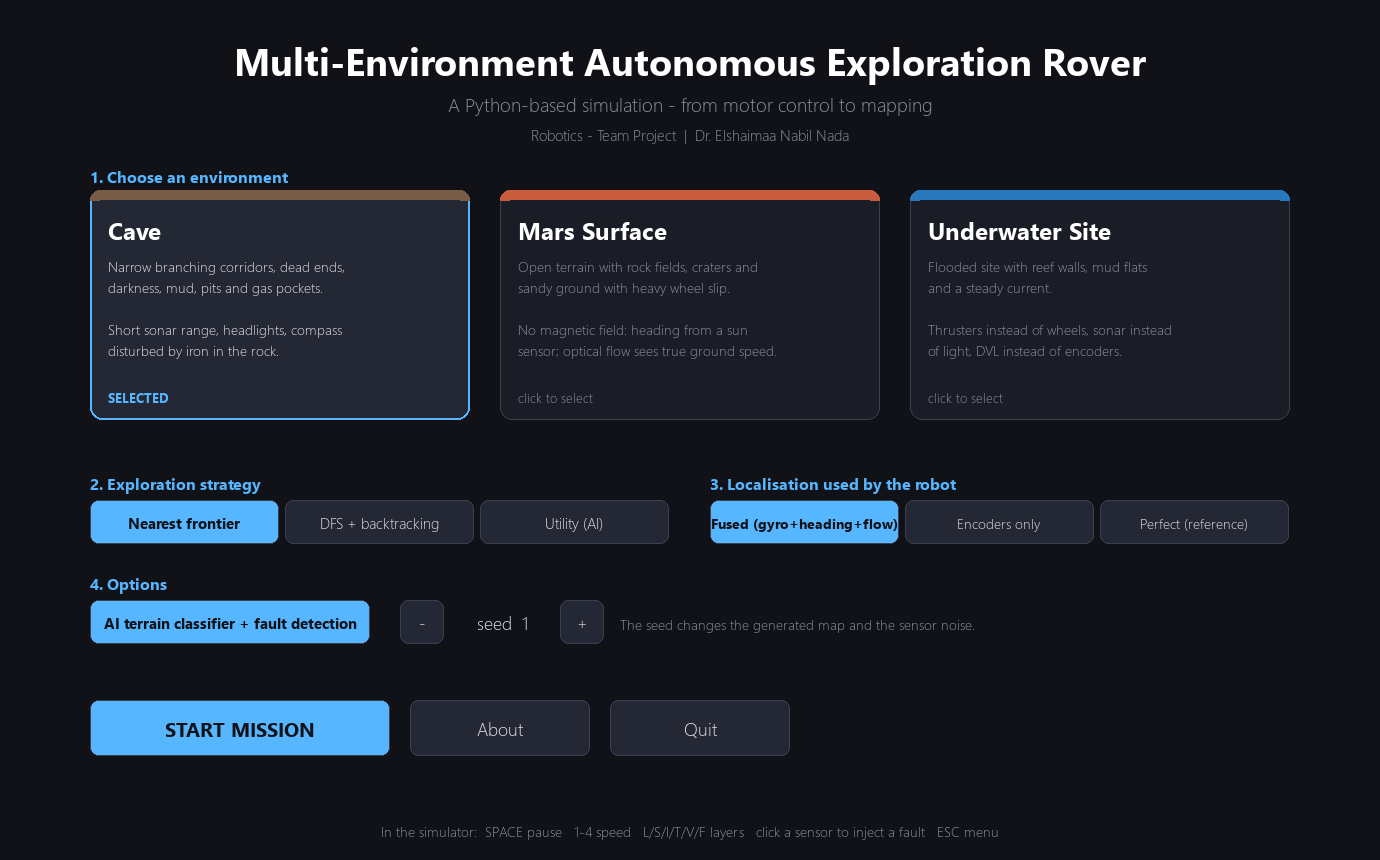 Multi-Environment Autonomous Exploration Rover
A Python-based simulation - from motor control to mapping
Robotics - Team Project | Dr. Elshaimaa Nabil Nada
1. Choose an environment
Cave
Narrow branching corridors, dead ends,
darkness, mud, pits and gas pockets.
Short sonar range, headlights, compass
disturbed by iron in the rock.
SELECTED
Mars Surface
Open terrain with rock fields, craters and
sandy ground with heavy wheel slip.
No magnetic field: heading from a sun
sensor; optical flow sees true ground speed.
click to select
Underwater Site
Flooded site with reef walls, mud flats
and a steady current.
Thrusters instead of wheels, sonar instead
of light, DVL instead of encoders.
click to select
2. Exploration strategy
Nearest frontier
DFS + backtracking
Utility (AI)
3. Localisation used by the robot
Fused (gyro+heading+flow)
Encoders only
Perfect (reference)
4. Options
AI terrain classifier + fault detection
-
seed 1
+
The seed changes the generated map and the sensor noise.
START MISSION
About
Quit
In the simulator: SPACE pause 1-4 speed L/S/I/T/V/F layers click a sensor to inject a fault ESC menu